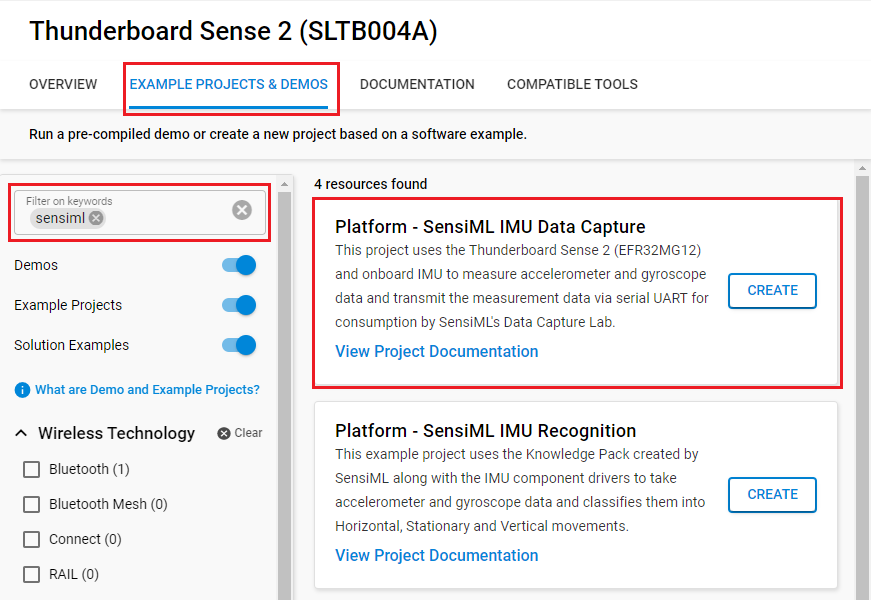 Thunderboard Sense 2 (SLTB004A)
OVERVIEW
EXAMPLE PROJECTS & DEMOS
DOCUMENTATION
COMPATIBLE TOOLS
Run a pre-compiled demo or create a new project based on a software example.
Filter on keywords
sensiml
Demos
Example Projects
Solution Examples
What are Demo and Example Projects?
Wireless Technology
Clear
Bluetooth (1)
Bluetooth Mesh (0)
Connect (0)
RAIL (0)
4 resources found
Platform - SensiML IMU Data Capture
This project uses the Thunderboard Sense 2 (EFR32MG12)
and onboard IMU to measure accelerometer and gyroscope
data and transmit the measurement data via serial UART for
consumption by SensiML's Data Capture Lab.
View Project Documentation
CREATE
Platform - SensiML IMU Recognition
This example project uses the Knowledge Pack created by
SensiML along with the IMU component drivers to take
accelerometer and gyroscope data and classifies them into
Horizontal, Stationary and Vertical movements.
View Project Documentation
CREATE